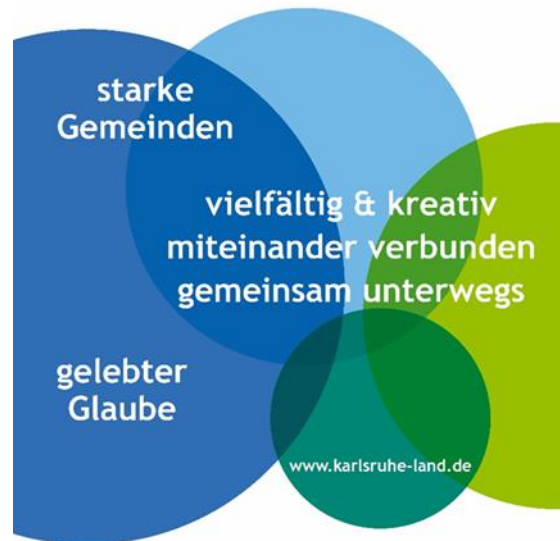 starke
Gemeinden
vielfältig & kreativ
miteinander verbunden
gemeinsam unterwegs
gelebter
Glaube
www.karlsruhe-land.de